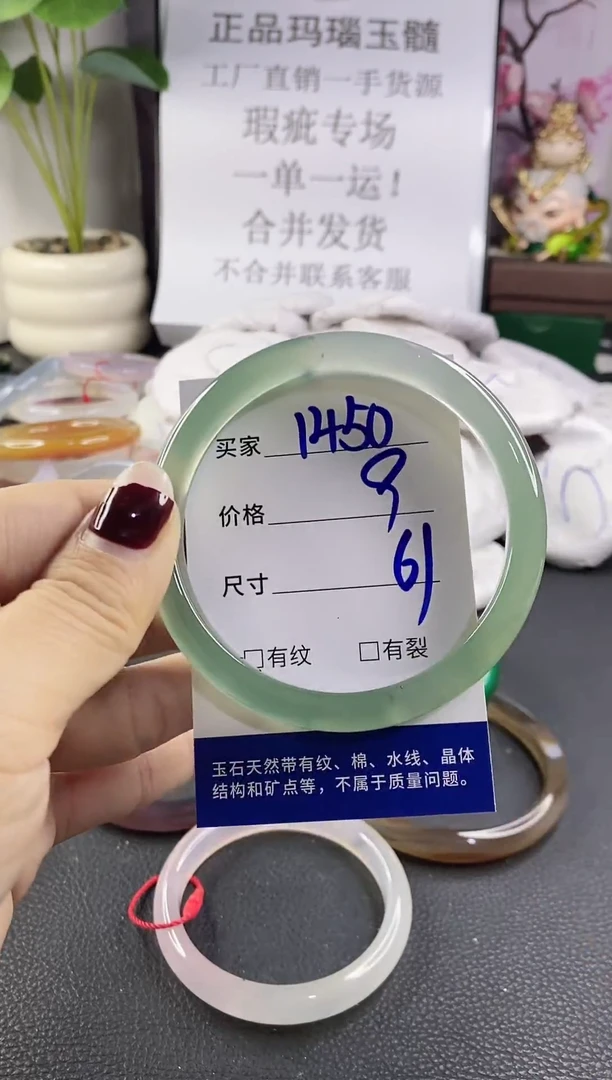 正品玛瑙玉髓
工厂直销一手货源
瑕疵专场
一单一运！
合并发货
不合并联系客服
买家 1450
价格 9
尺寸 61
□有纹 □有裂
玉石天然带有纹、棉、水线、晶体
结构和矿点等，不属于质量问题。